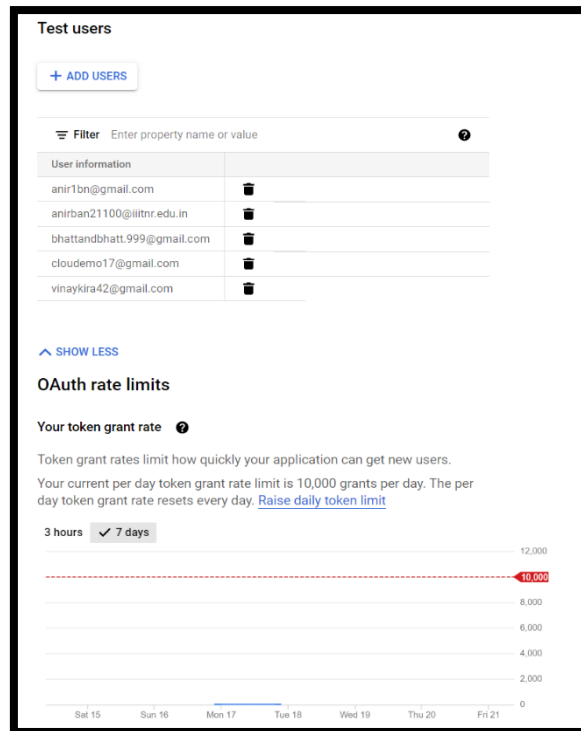 Test users
+ ADD USERS
Filter Enter property name or value
User information
anir1bn@gmail.com
anirban21100@iiitnr.edu.in
bhattandbhatt.999@gmail.com
cloudemo17@gmail.com
vinaykira42@gmail.com
SHOW LESS
OAuth rate limits
Your token grant rate
Token grant rates limit how quickly your application can get new users.
Your current per day token grant rate limit is 10,000 grants per day. The per
day token grant rate resets every day. Raise daily token limit
3 hours 7 days
12,000
10,000
8,000
6,000
4,000
2,000
0
Sat 15 Sun 16 Mon 17 Tue 18 Wed 19 Thu 20 Fri 21